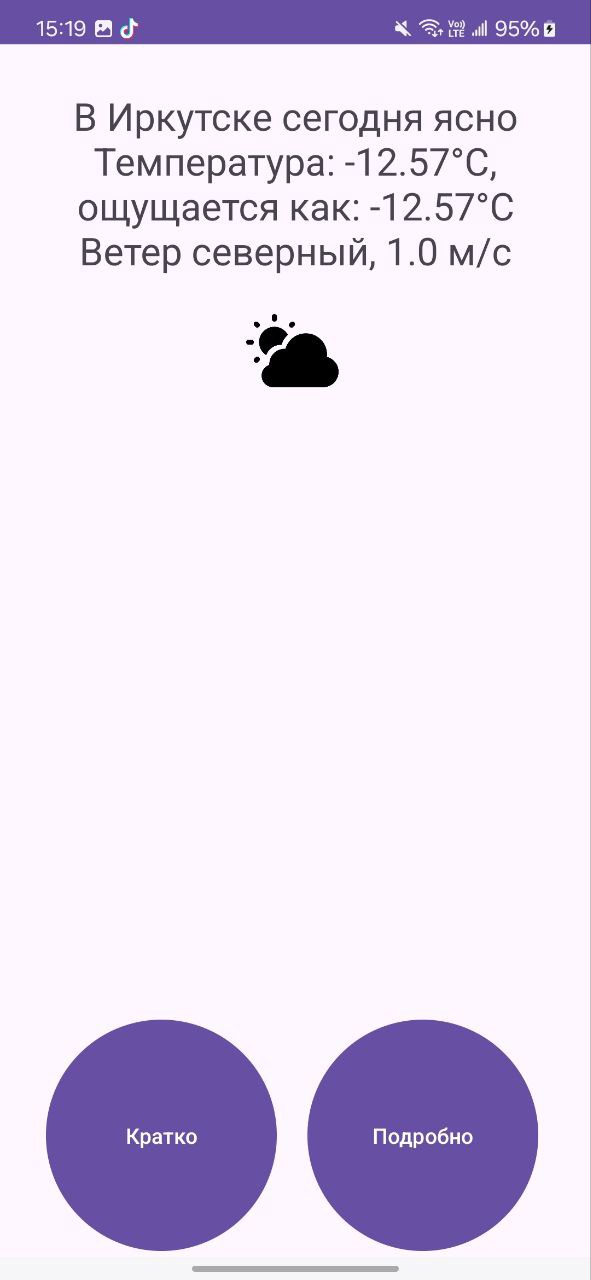 15:19 Vo)) LTE 95%
В Иркутске сегодня ясно
Температура: -12.57°C,
ощущается как: -12.57°C
Ветер северный, 1.0 м/с
Кратко
Подробно